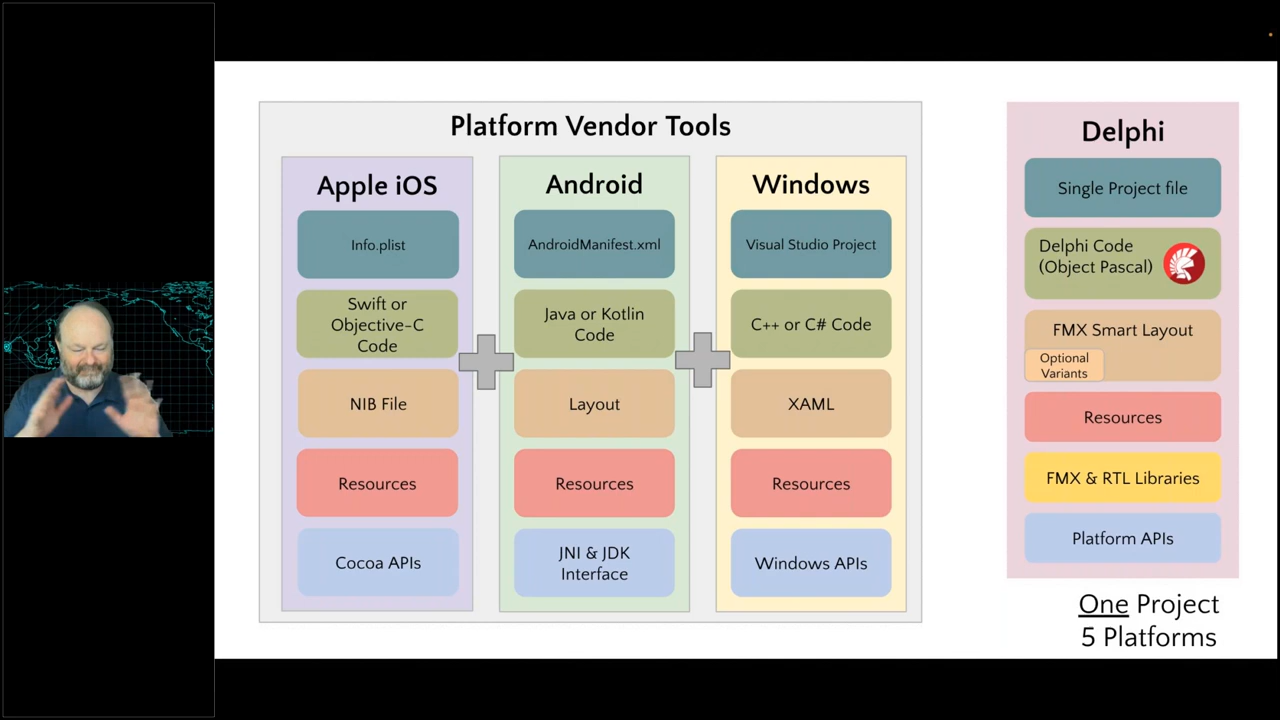 Platform Vendor Tools
Apple iOS
Info.plist
Swift or
Objective-C
Code
NIB File
Resources
Cocoa APIs
Android
AndroidManifest.xml
Java or Kotlin
Code
Layout
Resources
JNI & JDK
Interface
Windows
Visual Studio Project
C++ or C# Code
XAML
Resources
Windows APIs
Delphi
Single Project file
Delphi Code
(Object Pascal)
FMX Smart Layout
Optional
Variants
Resources
FMX & RTL Libraries
Platform APIs
One Project
5 Platforms